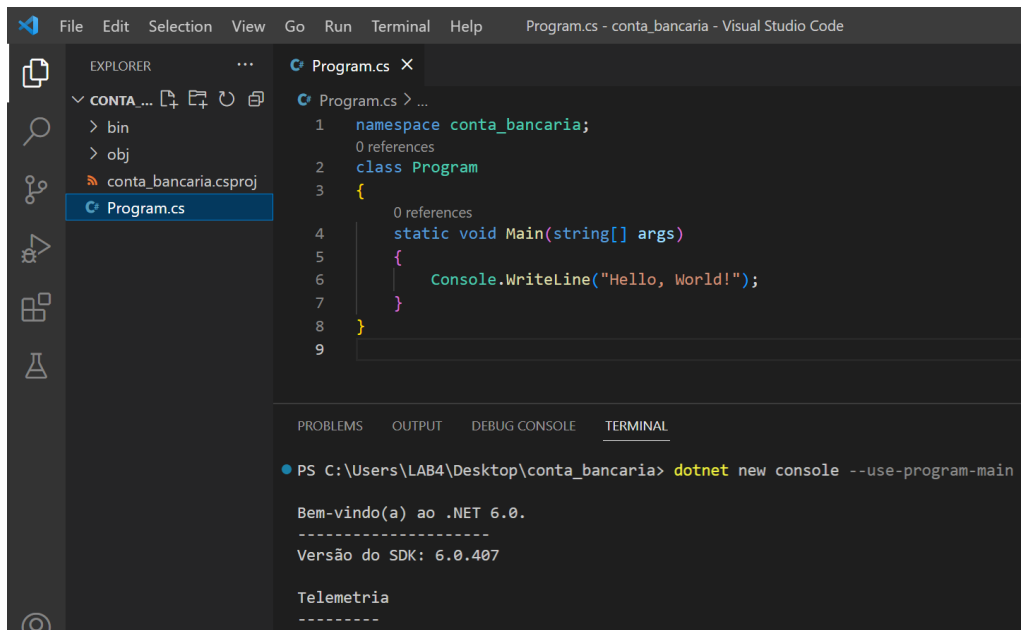 File Edit Selection View Go Run Terminal Help Program.cs - conta_bancaria - Visual Studio Code
EXPLORER ...
CONTA_...
bin
obj
conta_bancaria.csproj
C# Program.cs
C# Program.cs
C# Program.cs > ...
1 namespace conta_bancaria;
0 references
2 class Program
3 {
0 references
4 static void Main(string[] args)
5 {
6 Console.WriteLine("Hello, World!");
7 }
8 }
9
PROBLEMS OUTPUT DEBUG CONSOLE TERMINAL
PS C:\Users\LAB4\Desktop\conta_bancaria> dotnet new console --use-program-main
Bem-vindo(a) ao .NET 6.0.
---------------------
Versão do SDK: 6.0.407
Telemetria
---------